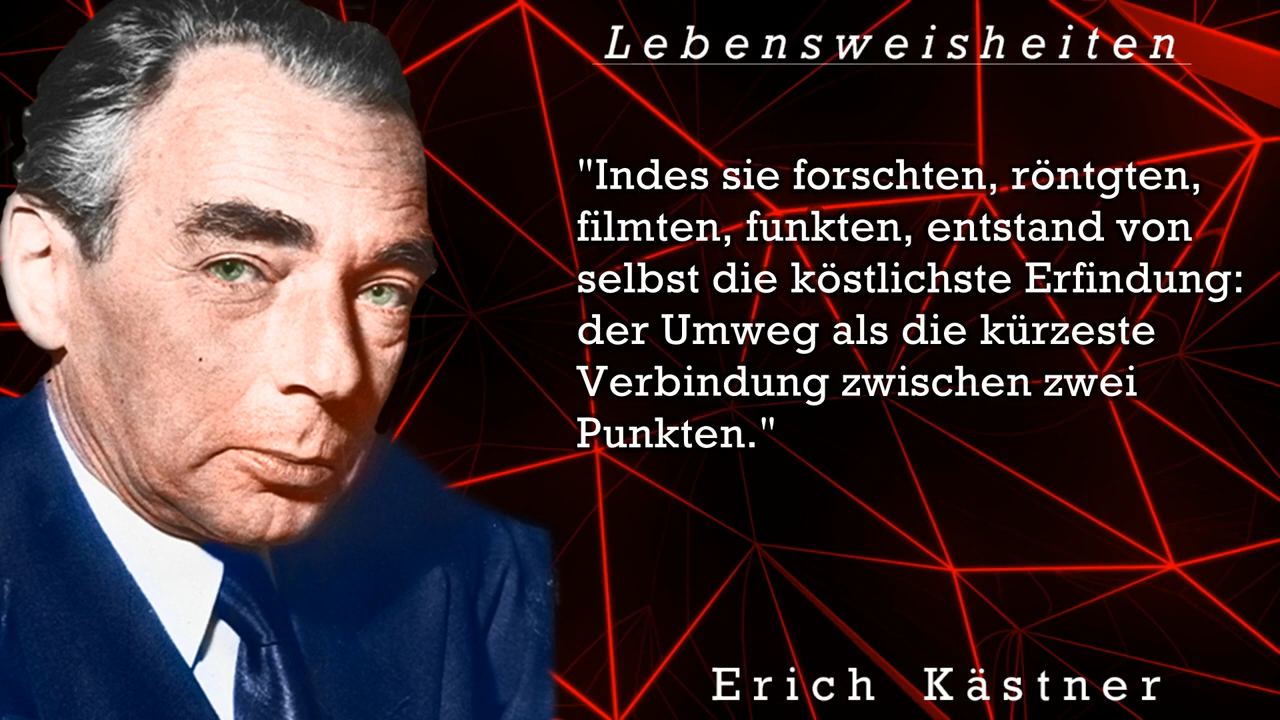 Lebensweisheiten
"Indes sie forschten, röntgten,
filmten, funkten, entstand von
selbst die köstlichste Erfindung:
der Umweg als die kürzeste
Verbindung zwischen zwei
Punkten."
Erich Kästner